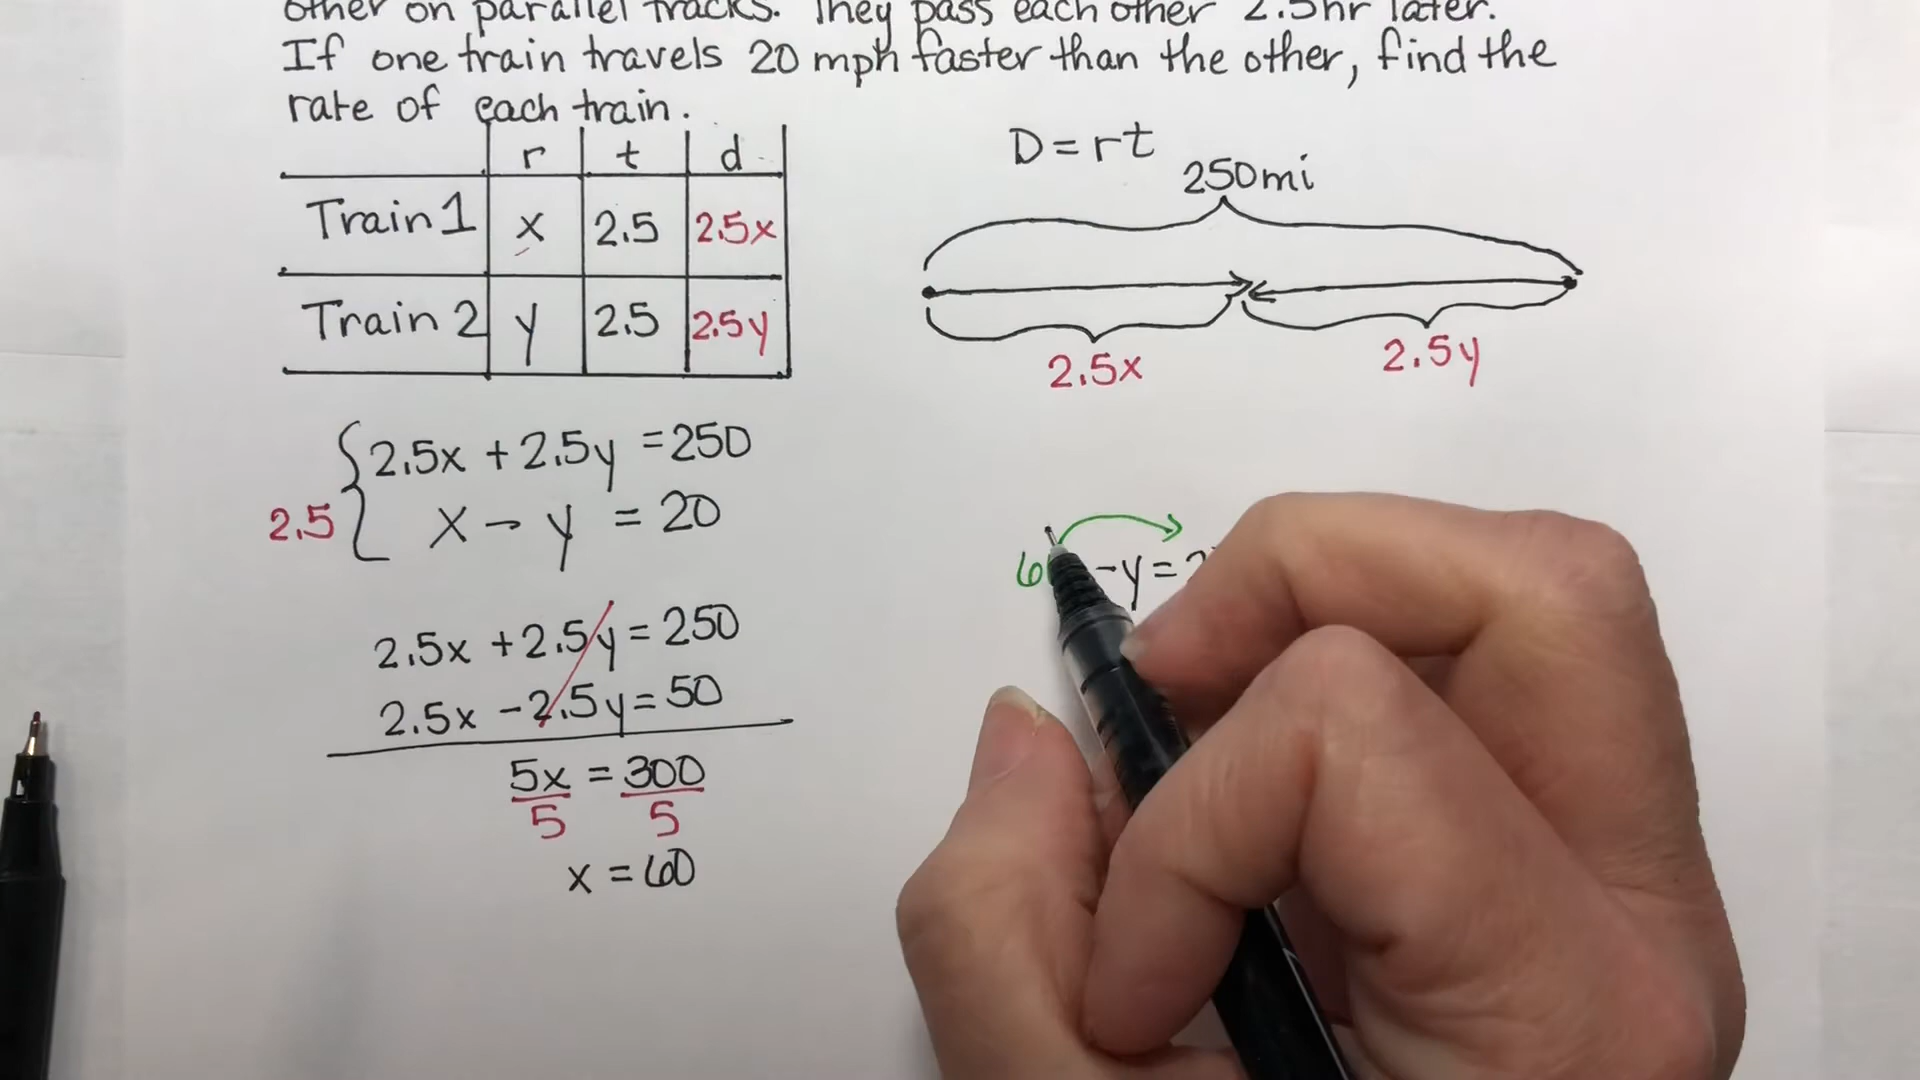 other on parallel tracks. They pass each other 2.5hr later.
If one train travels 20 mph faster than the other, find the
rate of each train.
r t d
Train 1 x 2.5 2.5x
Train 2 y 2.5 2.5y
D = rt
250mi
2.5x 2.5y
2.5x + 2.5y = 250
2.5 x - y = 20
2.5x + 2.5y = 250
2.5x - 2.5y = 50
5x = 300
5 5
x = 60
6 -y =